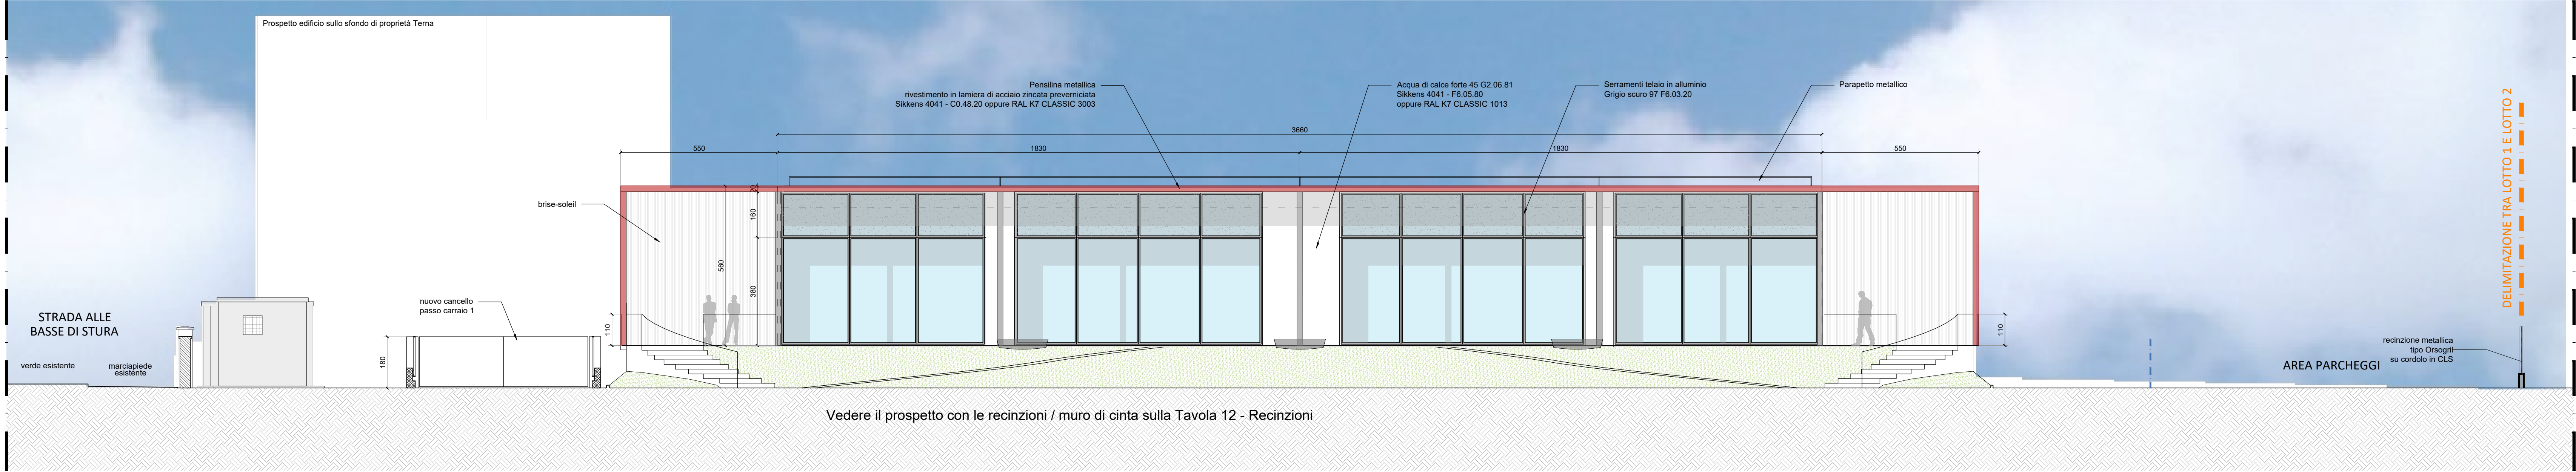 Prospetto edificio sullo sfondo di proprietà Terna
Pensilina metallica
rivestimento in lamiera di acciaio zincata preverniciata
Sikkens 4041 - C0.48.20 oppure RAL K7 CLASSIC 3003
Acqua di calce forte 45 G2.06.81
Sikkens 4041 - F6.05.80
oppure RAL K7 CLASSIC 1013
Serramenti telaio in alluminio
Grigio scuro 97 F6.03.20
Parapetto metallico
DELIMITAZIONE TRA LOTTO 1 E LOTTO 2
3660
550
1830
1830
550
brise-soleil
20
160
560
380
110
110
nuovo cancello
passo carraio 1
180
STRADA ALLE
BASSE DI STURA
verde esistente
marciapiede
esistente
recinzione metallica
tipo Orsogril
su cordolo in CLS
AREA PARCHEGGI
Vedere il prospetto con le recinzioni / muro di cinta sulla Tavola 12 - Recinzioni